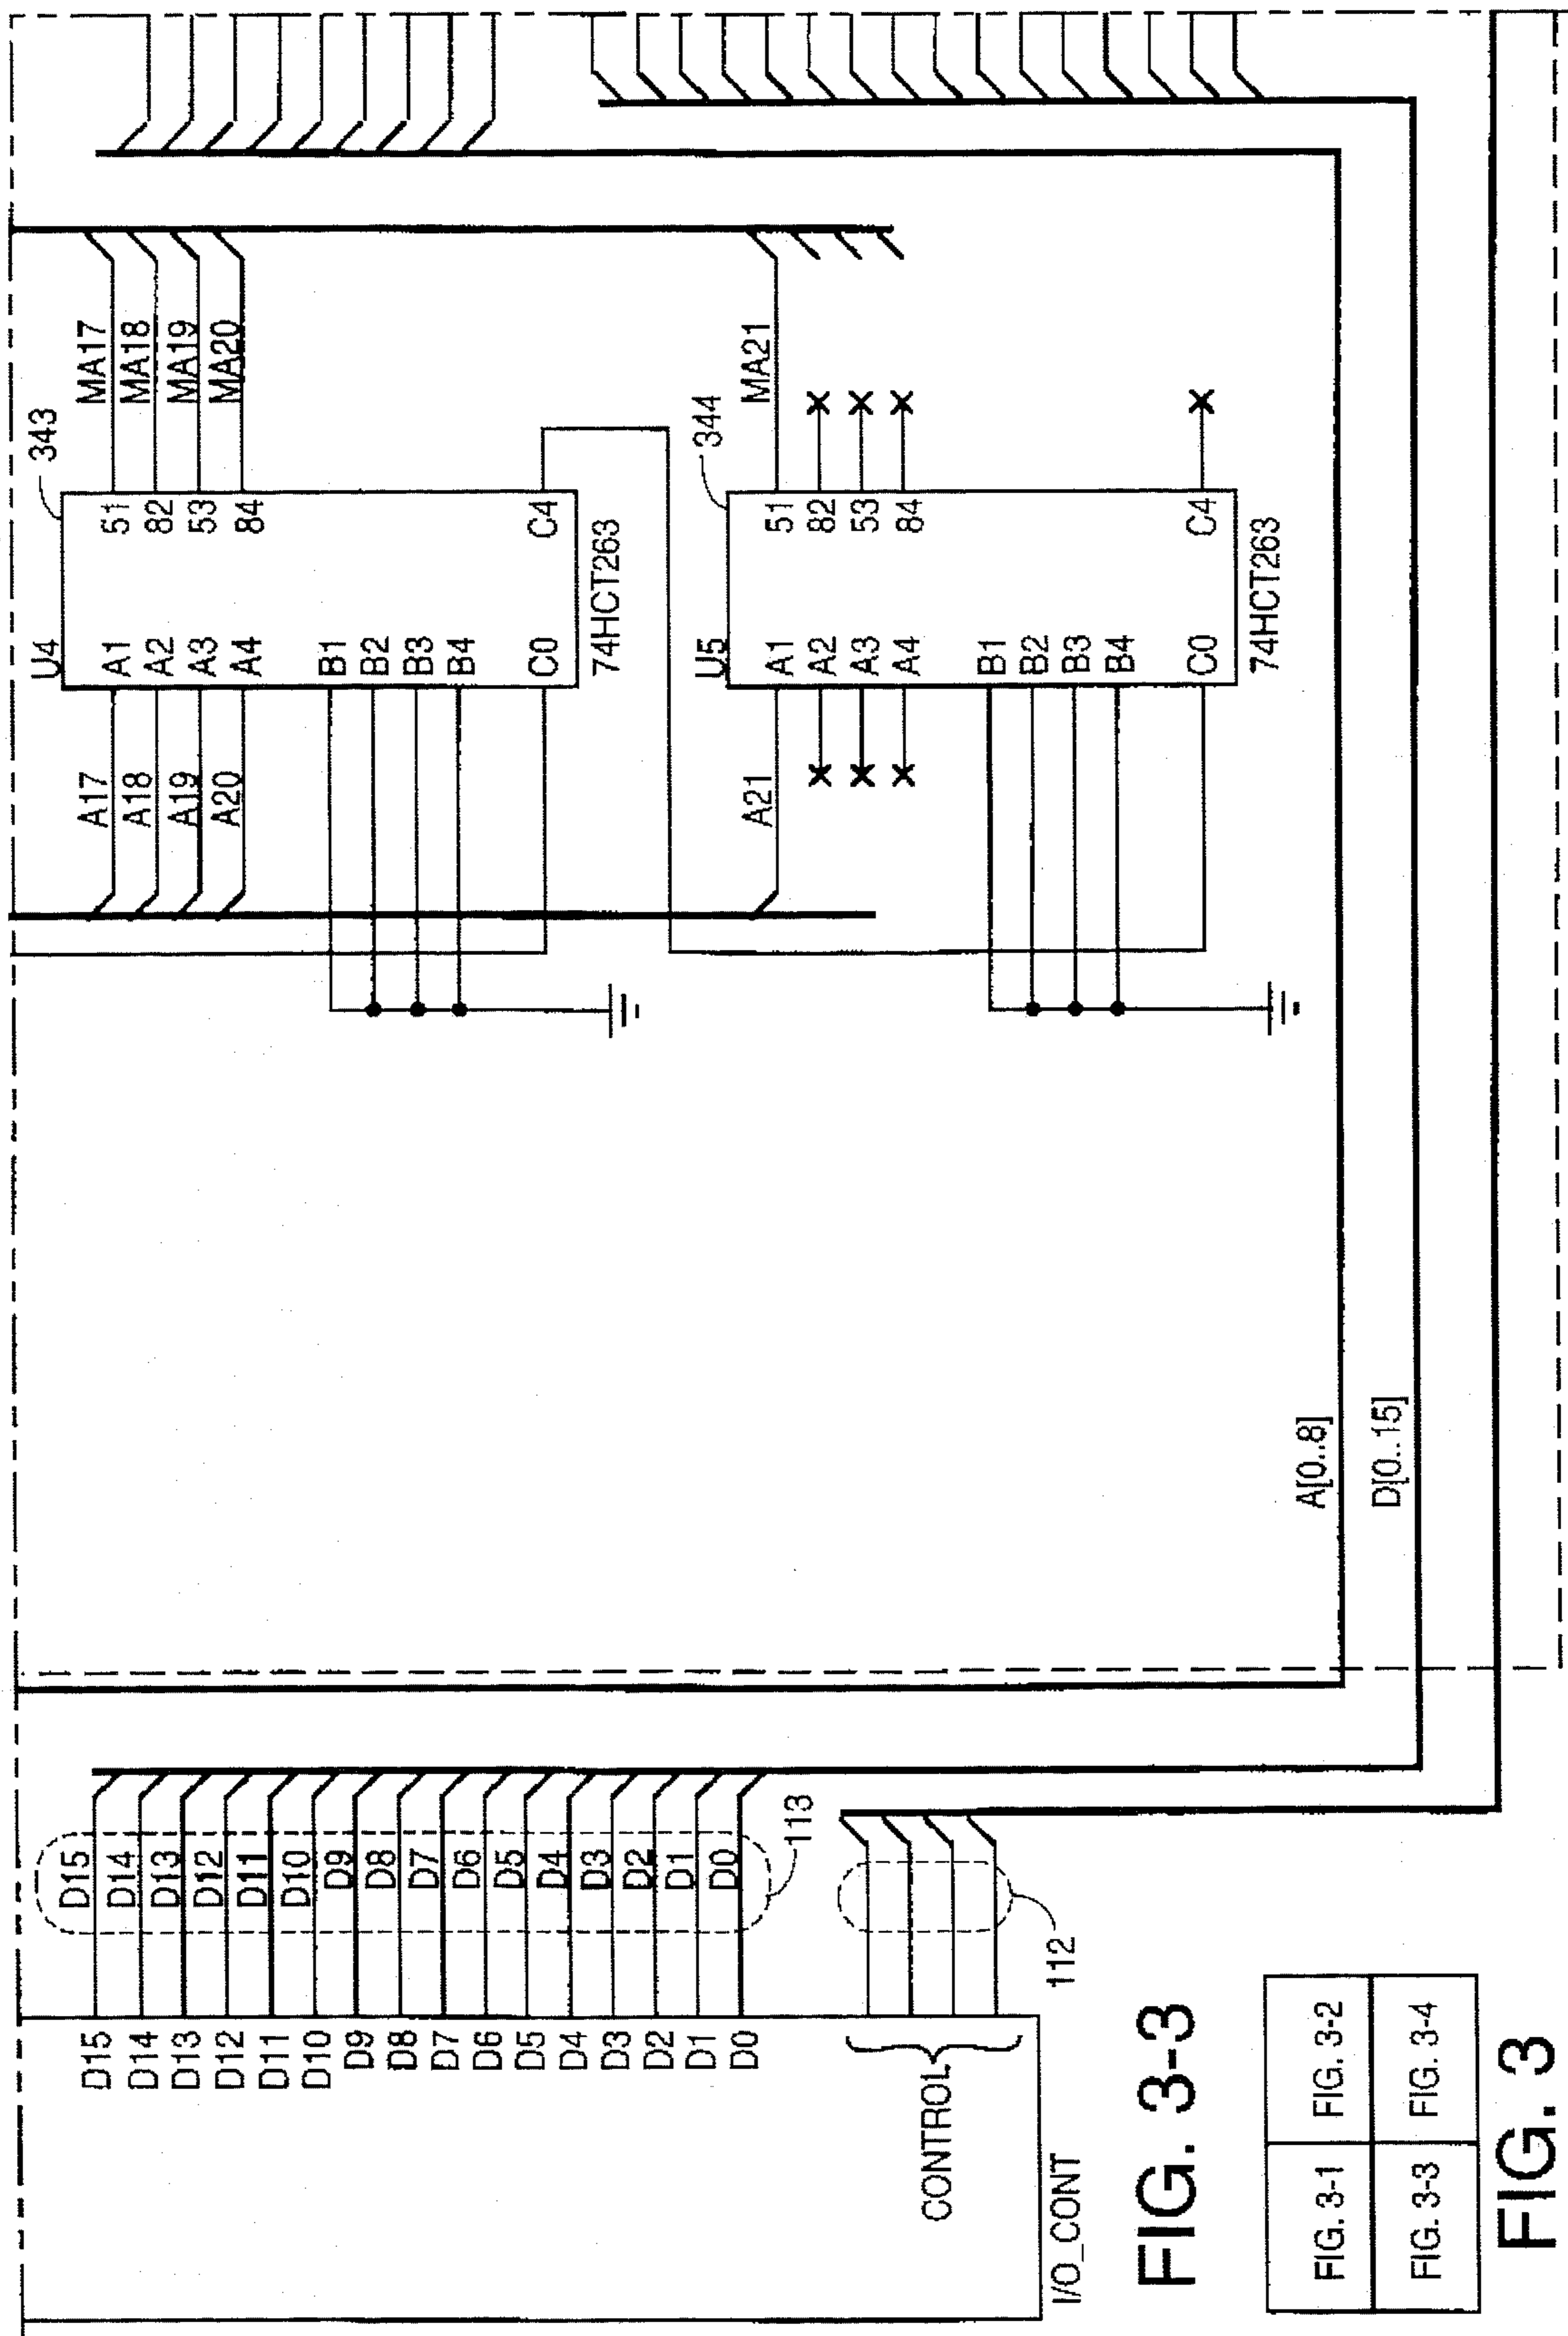 D15
D14
D13
D12
D11
D10
D9
D8
D7
D6
D5
D4
D3
D2
D1
D0
CONTROL
I/O_CONT
D15
D14
D13
D12
D11
D10
D9
D8
D7
D6
D5
D4
D3
D2
D1
D0
113
112
A[0..8]
D[0..15]
A17
A18
A19
A20
U4
A1
A2
A3
A4
B1
B2
B3
B4
C0
51
82
53
84
C4
74HCT263
343
MA17
MA18
MA19
MA20
A21
U5
A1
A2
A3
A4
B1
B2
B3
B4
C0
51
82
53
84
C4
74HCT263
344
MA21
FIG. 3-3
FIG. 3-1 FIG. 3-2
FIG. 3-3 FIG. 3-4
FIG. 3